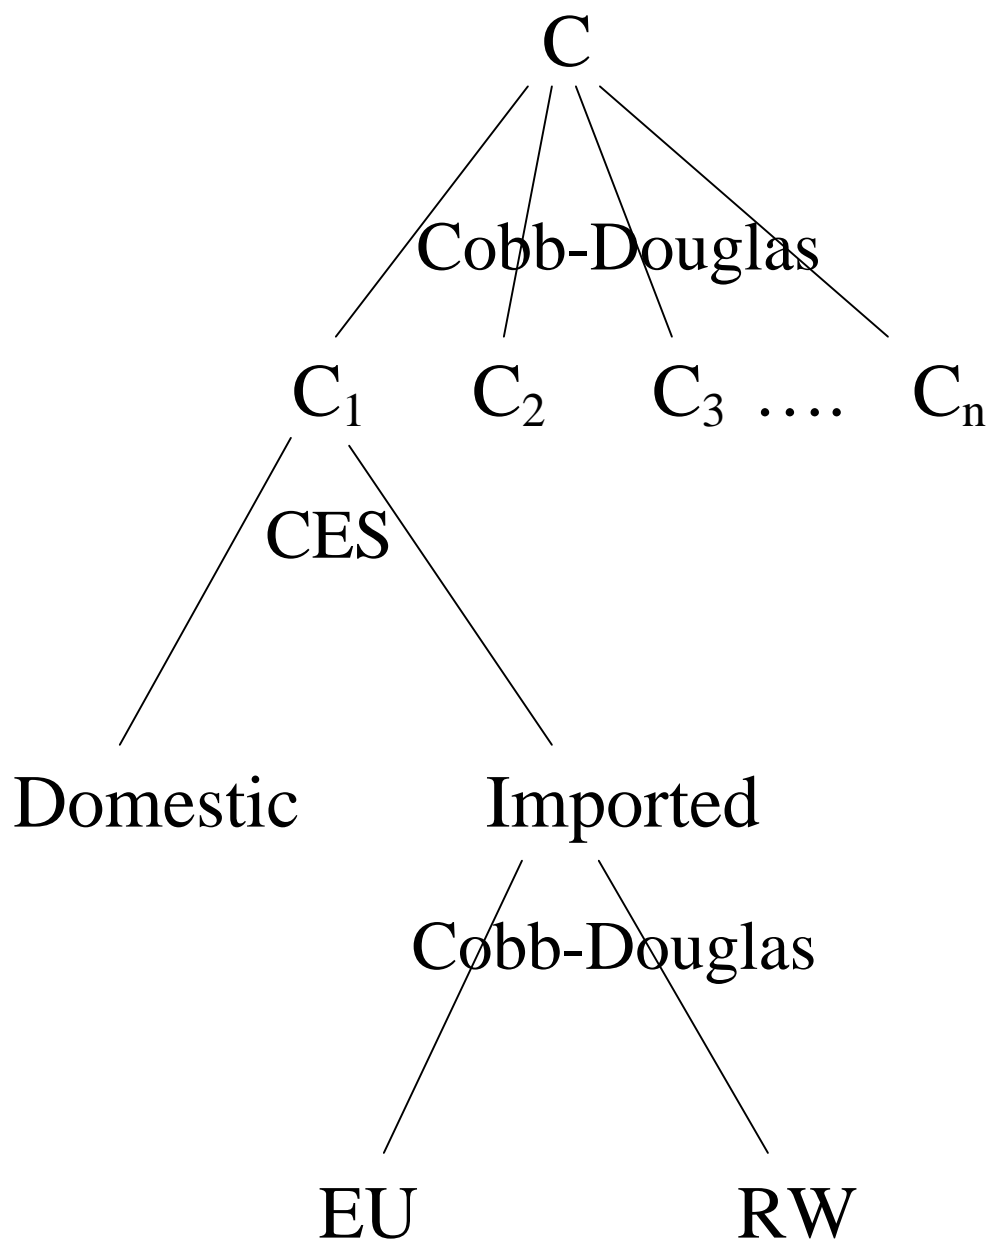 C
Cobb-Douglas
C₁ C₂ C₃ …. Cₙ
CES
Domestic Imported
Cobb-Douglas
EU RW